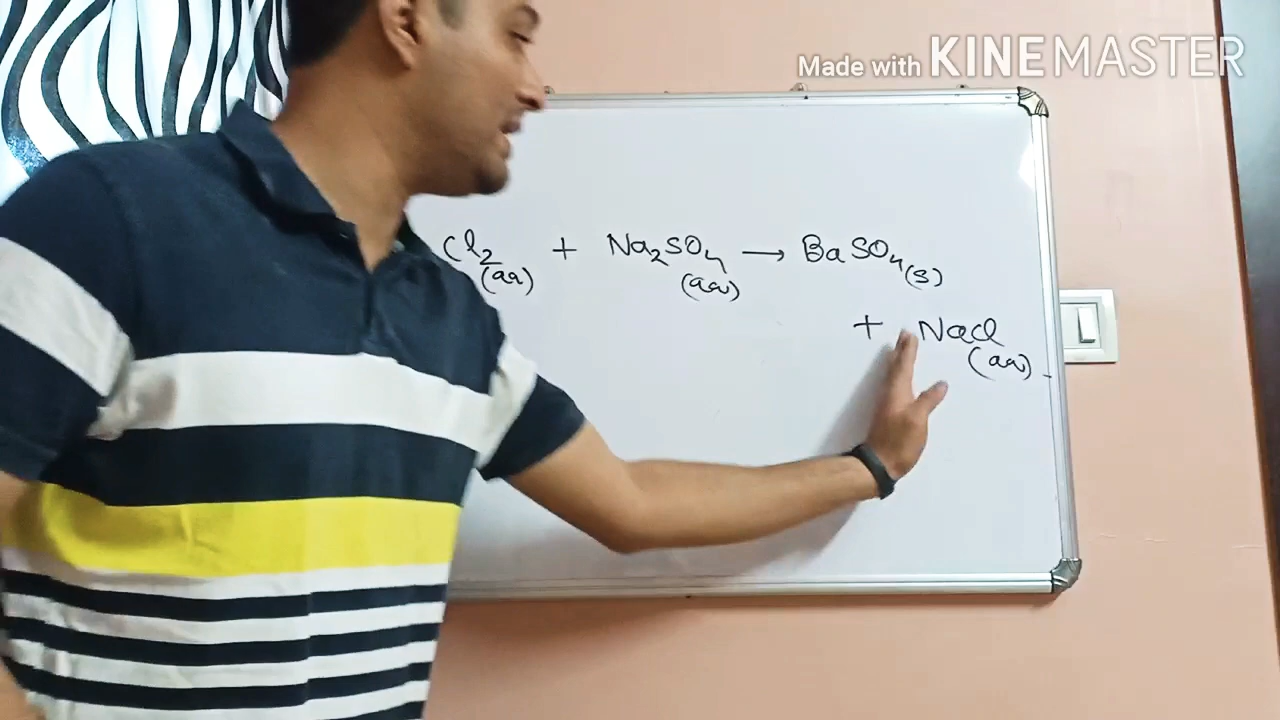 Made with KINEMASTER
Cl2 (aq) + Na2SO4 (aq) → BaSO4 (s)
+ NaCl (aq)